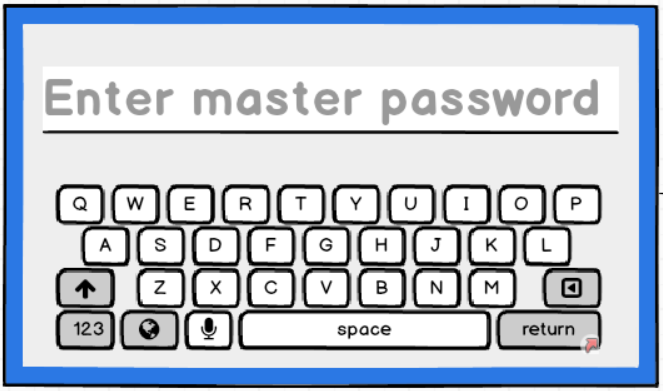 Enter master password
Q W E R T Y U I O P
A S D F G H J K L
Z X C V B N M
123 space return